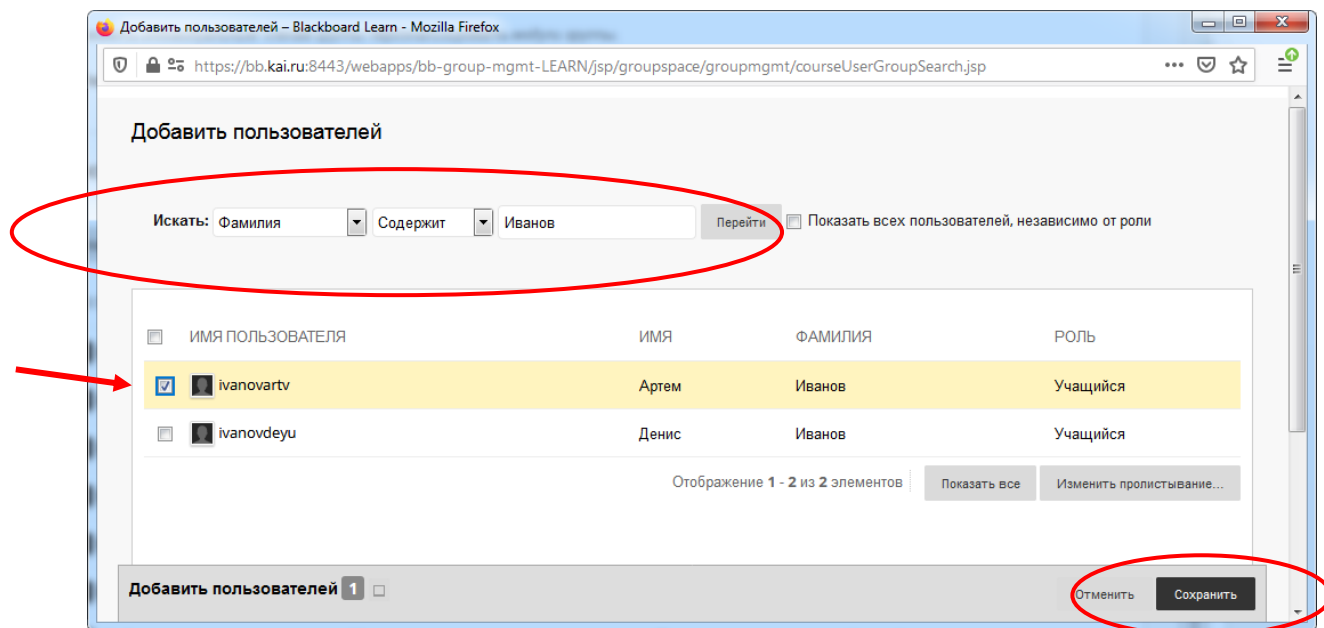 Добавить пользователей – Blackboard Learn - Mozilla Firefox
https://bb.kai.ru:8443/webapps/bb-group-mgmt-LEARN/jsp/groupspace/groupmgmt/courseUserGroupSearch.jsp
Добавить пользователей
Искать: Фамилия Содержит Иванов Перейти Показать всех пользователей, независимо от роли
ИМЯ ПОЛЬЗОВАТЕЛЯ ИМЯ ФАМИЛИЯ РОЛЬ
ivanovartv Артем Иванов Учащийся
ivanovdeyu Денис Иванов Учащийся
Отображение 1 - 2 из 2 элементов Показать все Изменить пролистывание...
Добавить пользователей 1 Отменить Сохранить